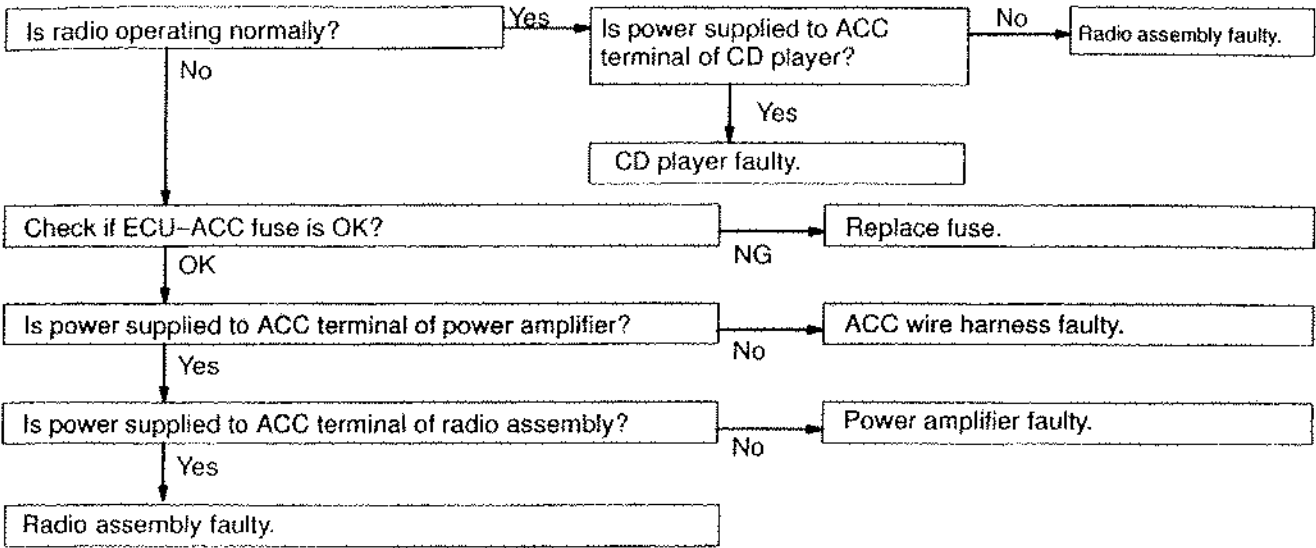 Is radio operating normally?
Yes
Is power supplied to ACC
terminal of CD player?
No
Radio assembly faulty.
No
Yes
CD player faulty.
Check if ECU–ACC fuse is OK?
NG
Replace fuse.
OK
Is power supplied to ACC terminal of power amplifier?
No
ACC wire harness faulty.
Yes
Is power supplied to ACC terminal of radio assembly?
No
Power amplifier faulty.
Yes
Radio assembly faulty.